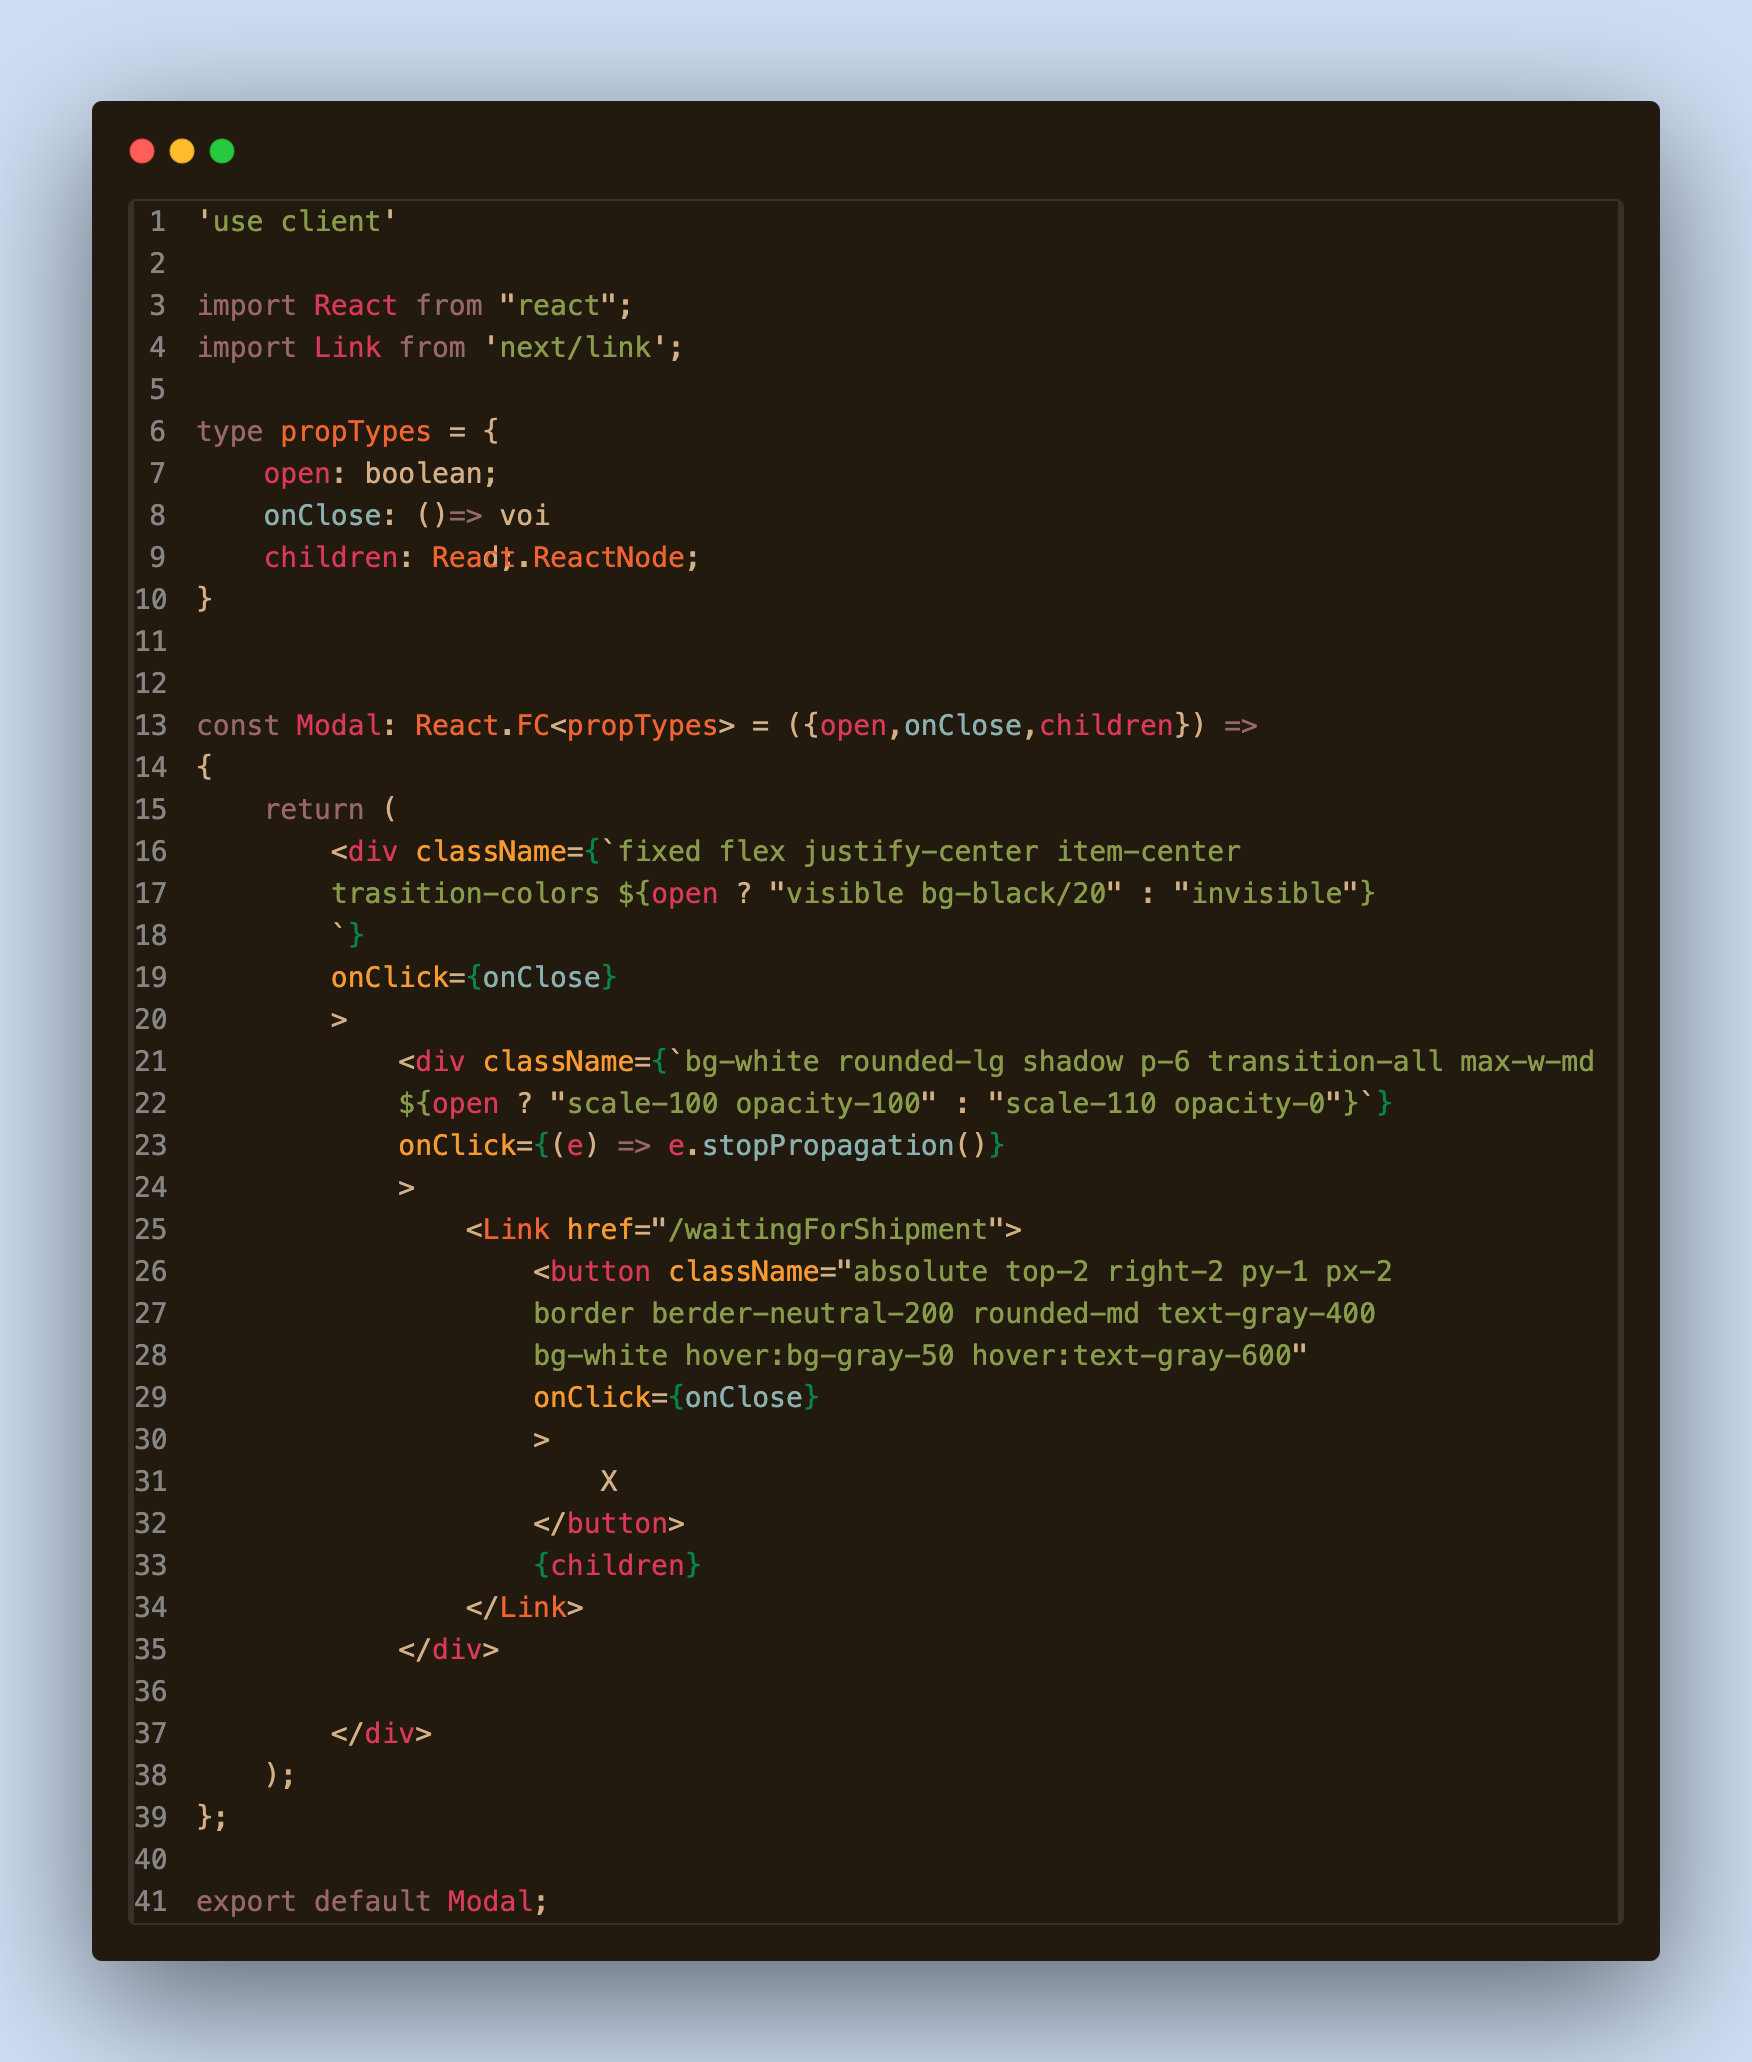 1 'use client'
2
3 import React from "react";
4 import Link from 'next/link';
5
6 type propTypes = {
7     open: boolean;
8     onClose: ()=> voi
9     children: React.ReactNode;
d;
10 }
11
12
13 const Modal: React.FC<propTypes> = ({open,onClose,children}) =>
14 {
15     return (
16         <div className={`fixed flex justify-center item-center
17         trasition-colors ${open ? "visible bg-black/20" : "invisible"}
18         `}
19         onClick={onClose}
20         >
21             <div className={`bg-white rounded-lg shadow p-6 transition-all max-w-md
22             ${open ? "scale-100 opacity-100" : "scale-110 opacity-0"}`}
23             onClick={(e) => e.stopPropagation()}
24             >
25                 <Link href="/waitingForShipment">
26                     <button className="absolute top-2 right-2 py-1 px-2
27                     border berder-neutral-200 rounded-md text-gray-400
28                     bg-white hover:bg-gray-50 hover:text-gray-600"
29                     onClick={onClose}
30                     >
31                         X
32                     </button>
33                     {children}
34                 </Link>
35             </div>
36
37         </div>
38     );
39 };
40
41 export default Modal;